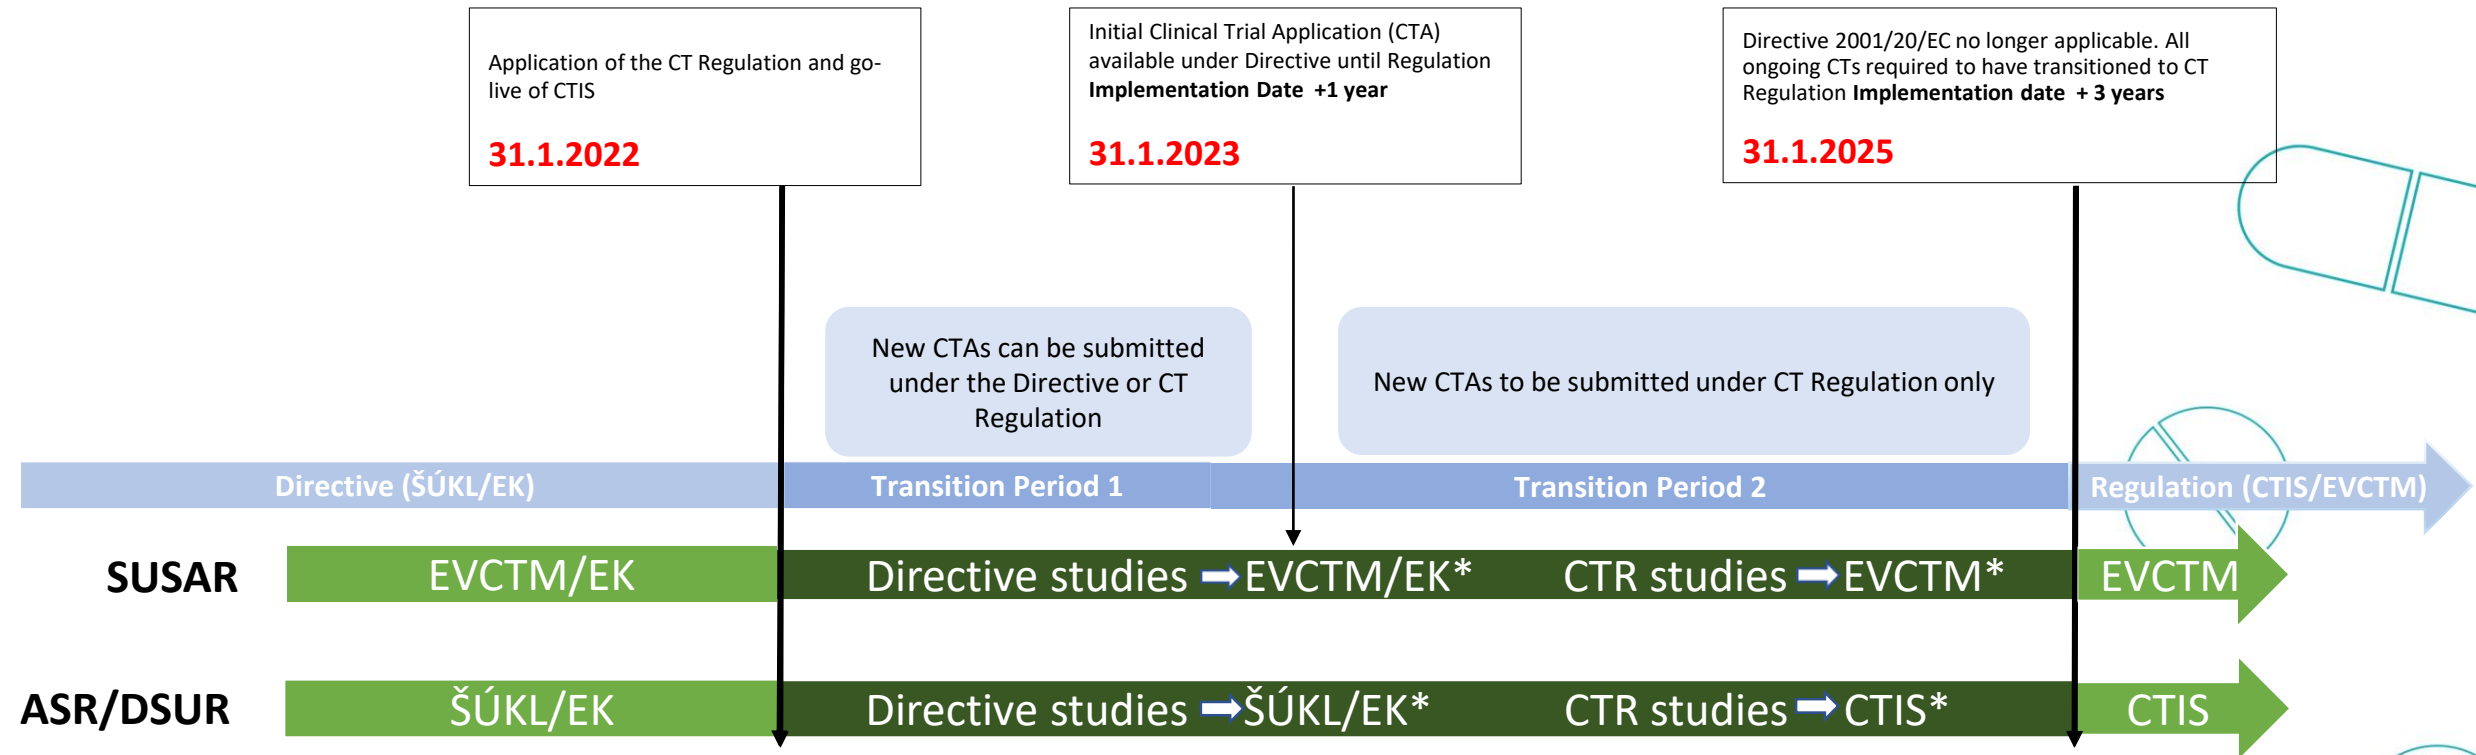 Application of the CT Regulation and go-
live of CTIS
31.1.2022
Initial Clinical Trial Application (CTA)
available under Directive until Regulation
Implementation Date +1 year
31.1.2023
Directive 2001/20/EC no longer applicable. All
ongoing CTs required to have transitioned to CT
Regulation Implementation date + 3 years
31.1.2025
New CTAs can be submitted
under the Directive or CT
Regulation
New CTAs to be submitted under CT Regulation only
Directive (ŠÚKL/EK)
Transition Period 1
Transition Period 2
Regulation (CTIS/EVCTM)
SUSAR
EVCTM/EK
Directive studies ➡ EVCTM/EK*
CTR studies ➡ EVCTM*
EVCTM
ASR/DSUR
ŠÚKL/EK
Directive studies ➡ ŠÚKL/EK*
CTR studies ➡ CTIS*
CTIS